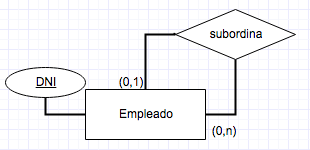 subordina
DNI
(0,1)
Empleado
(0,n)